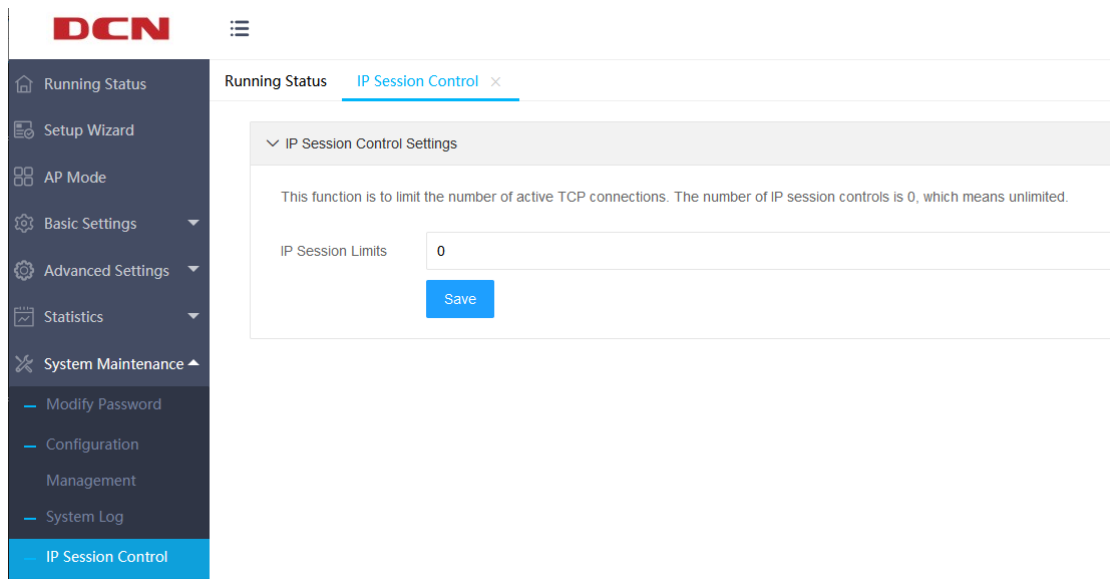 DCN
Running Status
Setup Wizard
AP Mode
Basic Settings
Advanced Settings
Statistics
System Maintenance
Modify Password
Configuration
Management
System Log
IP Session Control
Running Status IP Session Control ×
IP Session Control Settings
This function is to limit the number of active TCP connections. The number of IP session controls is 0, which means unlimited.
IP Session Limits 0
Save